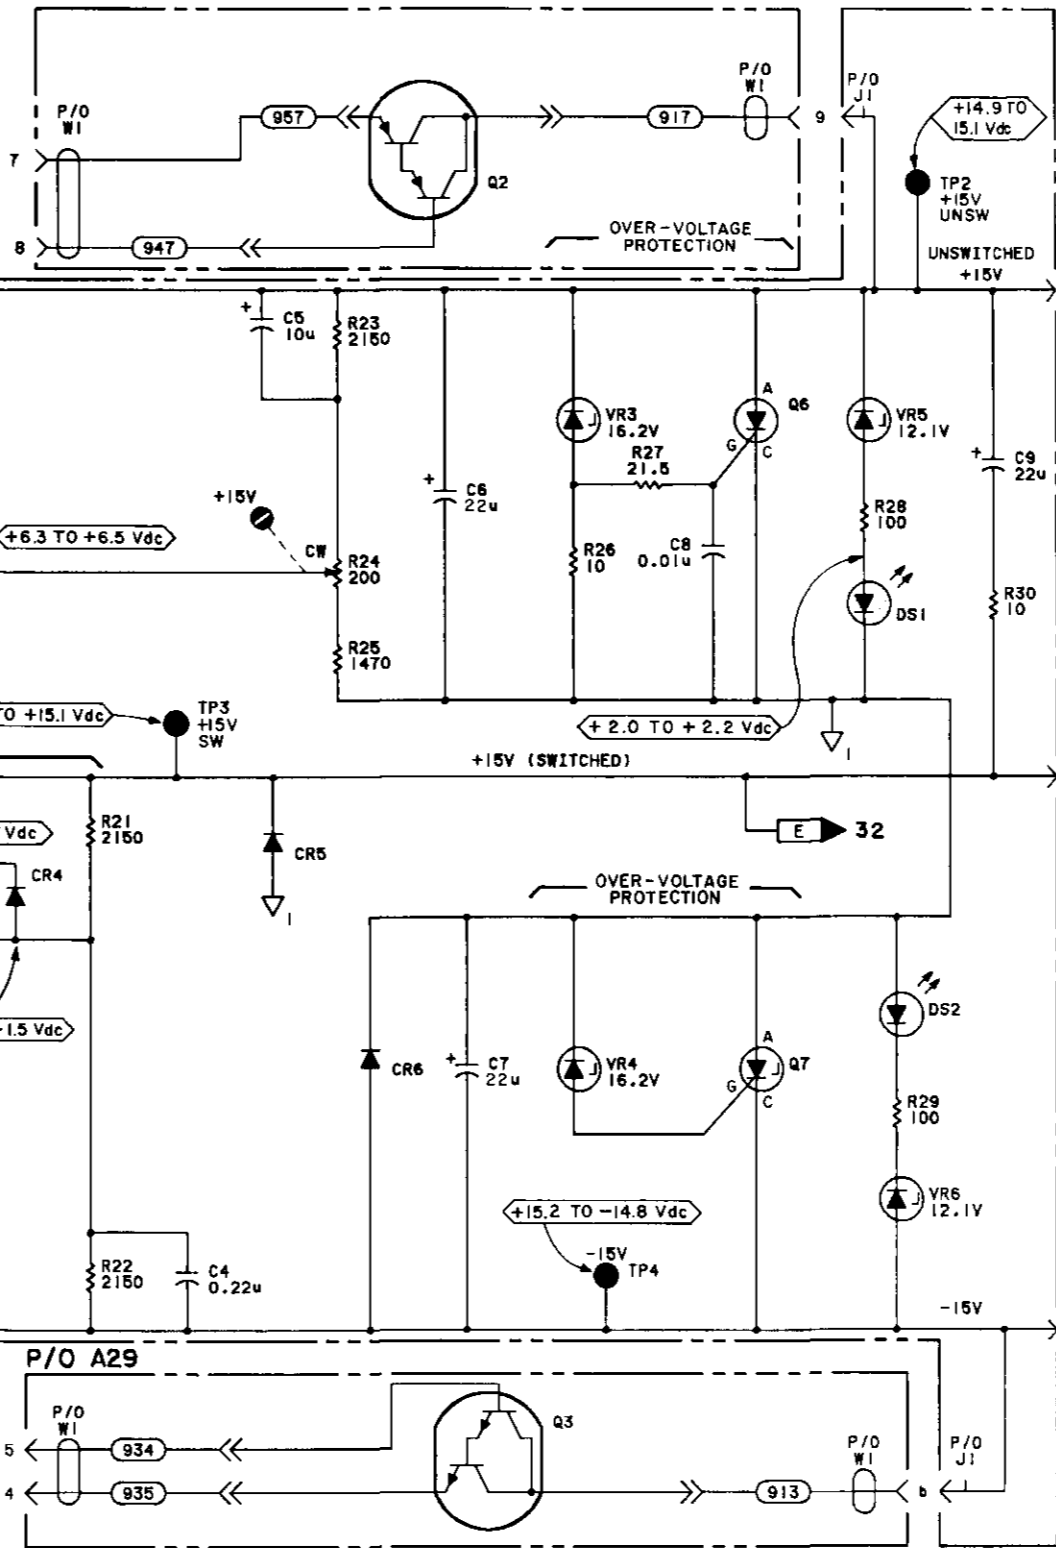 P/O
W1
7
957
Q2
8
947
917
P/O
W1
9
P/O
J1
OVER-VOLTAGE
PROTECTION
+14.9 TO
15.1 Vdc
TP2
+15V
UNSW
UNSWITCHED
+15V
+
C5
10u
R23
2150
+
C6
22u
VR3
16.2V
R27
21.5
R26
10
C8
0.01u
A
Q6
G
C
VR5
12.1V
R28
100
DS1
+
C9
22u
R30
10
+15V
+6.3 TO +6.5 Vdc
CW
R24
200
R25
1470
TO +15.1 Vdc
TP3
+15V
SW
+ 2.0 TO + 2.2 Vdc
1
+15V (SWITCHED)
E
32
Vdc
R21
2150
CR4
CR5
1
1.5 Vdc
OVER-VOLTAGE
PROTECTION
CR6
+
C7
22u
VR4
16.2V
A
Q7
G
C
DS2
R29
100
VR6
12.1V
+15.2 TO -14.8 Vdc
-15V
TP4
R22
2150
C4
0.22u
-15V
P/O A29
P/O
W1
5
934
4
935
Q3
913
P/O
W1
b
P/O
J1